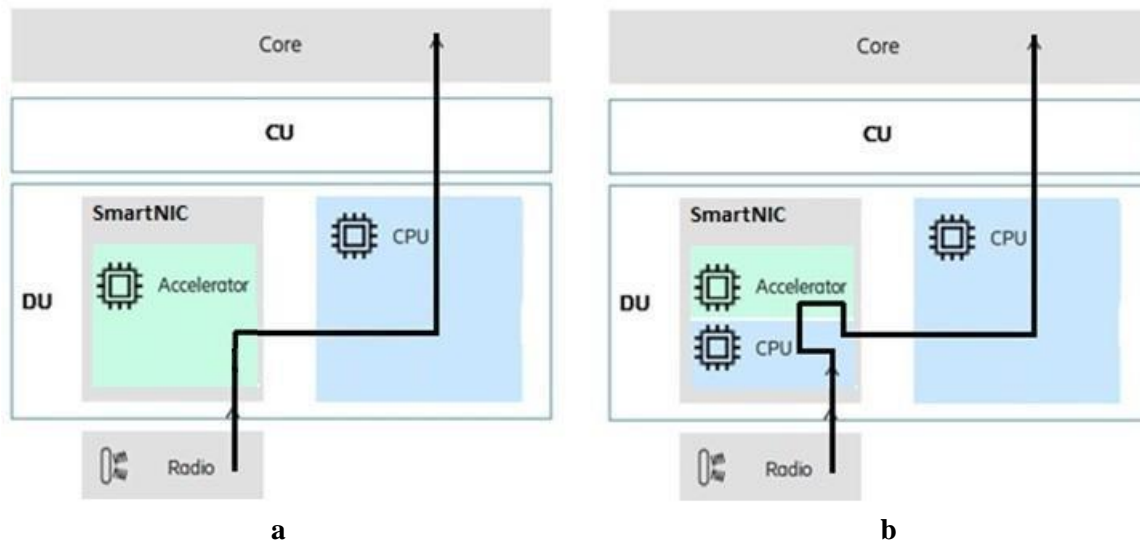 Core
CU
SmartNIC
CPU
Accelerator
DU
Radio
a
Core
CU
SmartNIC
CPU
Accelerator
DU
CPU
Radio
b